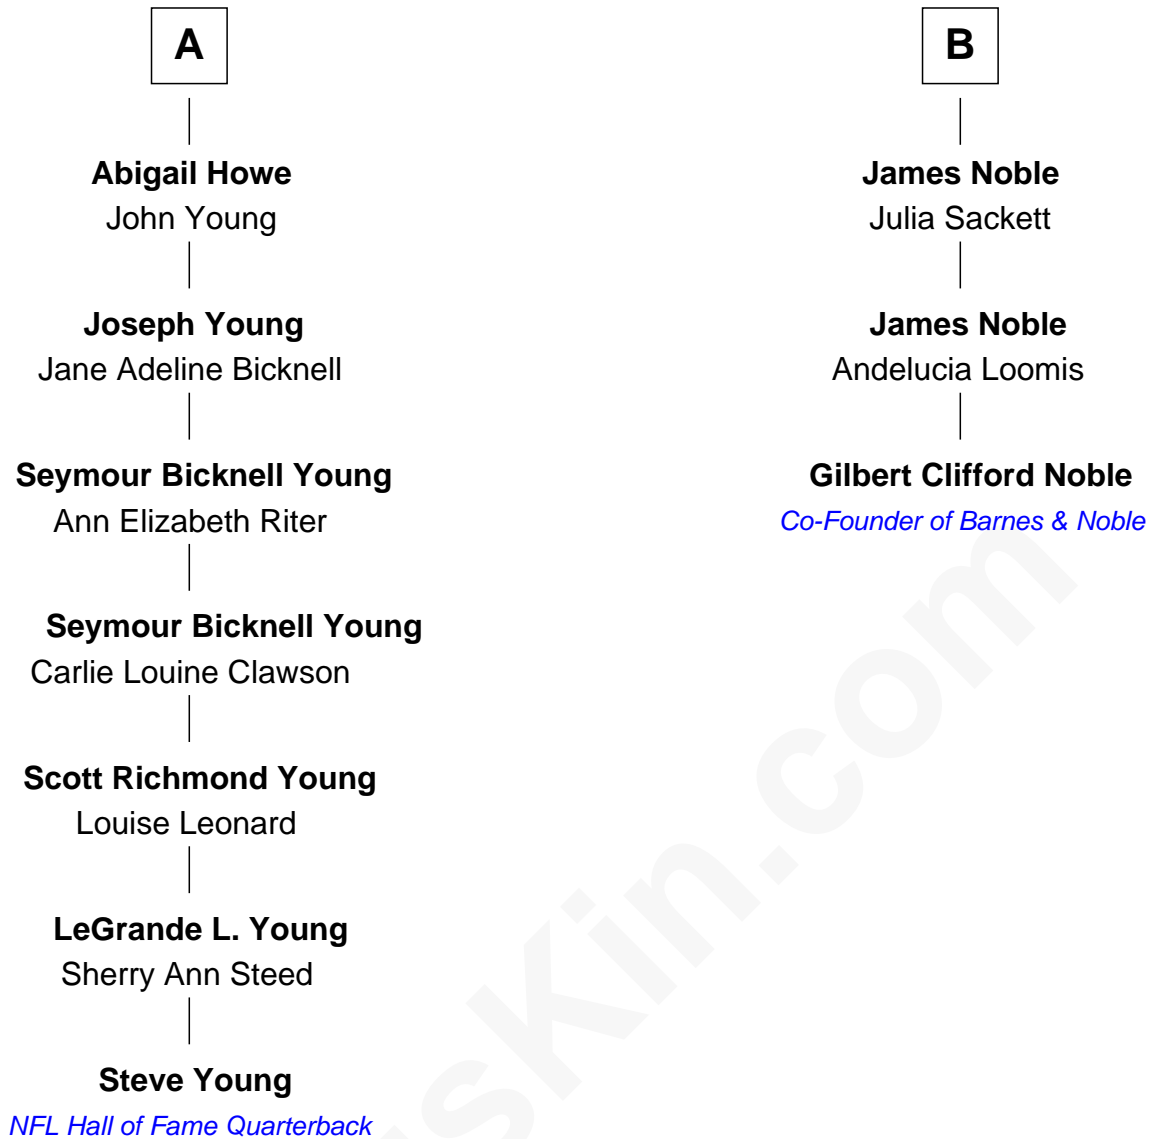 A
Abigail Howe
John Young
Joseph Young
Jane Adeline Bicknell
Seymour Bicknell Young
Ann Elizabeth Riter
Seymour Bicknell Young
Carlie Louine Clawson
Scott Richmond Young
Louise Leonard
LeGrande L. Young
Sherry Ann Steed
Steve Young
NFL Hall of Fame Quarterback
B
James Noble
Julia Sackett
James Noble
Andelucia Loomis
Gilbert Clifford Noble
Co-Founder of Barnes & Noble
usKin.com